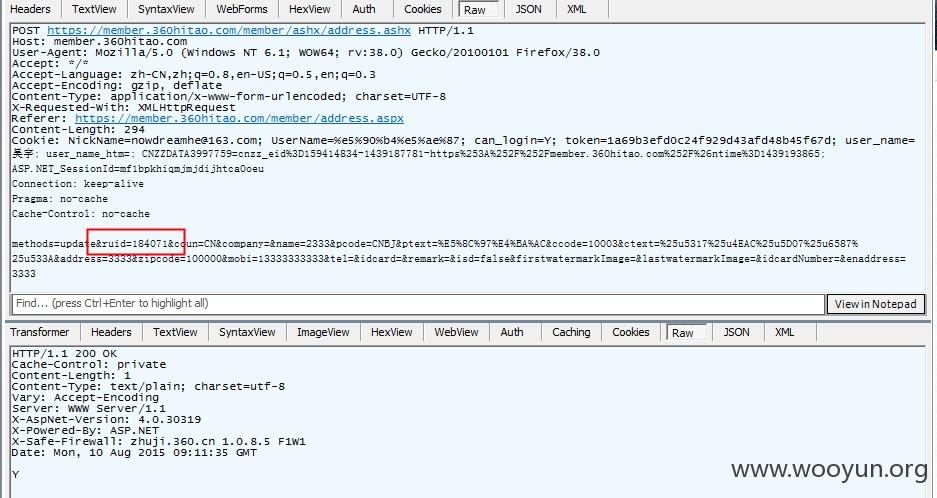 Headers TextView SyntaxView WebForms HexView Auth Cookies Raw JSON XML
POST https://member.360hitao.com/member/ashx/address.ashx HTTP/1.1
Host: member.360hitao.com
User-Agent: Mozilla/5.0 (Windows NT 6.1; WOW64; rv:38.0) Gecko/20100101 Firefox/38.0
Accept: */*
Accept-Language: zh-CN,zh;q=0.8,en-US;q=0.5,en;q=0.3
Accept-Encoding: gzip, deflate
Content-Type: application/x-www-form-urlencoded; charset=UTF-8
X-Requested-With: XMLHttpRequest
Referer: https://member.360hitao.com/member/address.aspx
Content-Length: 294
Cookie: NickName=nowdreamhe@163.com; UserName=%e5%90%b4%e5%ae%87; can_login=Y; token=1a69b3efd0c24f929d43afd48b45f67d; user_name=
吴宇; user_name_htm=; CNZZDATA3997759=cnzz_eid%3D159414834-1439187781-https%253A%252F%252Fmember.360hitao.com%252F%26ntime%3D1439193865;
ASP.NET_SessionId=mf1bpkhiqmjmjdijhtca0oeu
Connection: keep-alive
Pragma: no-cache
Cache-Control: no-cache
methods=update&ruid=184071&coun=CN&company=&name=2333&pcode=CNBJ&ptext=%E5%8C%97%E4%BA%AC&ccode=10003&ctext=%25u5317%25u4EAC%25u5D07%25u6587%
25u533A&address=3333&zipcode=100000&mobi=13333333333&tel=&idcard=&remark=&isd=false&firstwatermarkImage=&lastwatermarkImage=&idcardNumber=&enaddress=
3333
Find... (press Ctrl+Enter to highlight all) View in Notepad
Transformer Headers TextView SyntaxView ImageView HexView WebView Auth Caching Cookies Raw JSON XML
HTTP/1.1 200 OK
Cache-Control: private
Content-Length: 1
Content-Type: text/plain; charset=utf-8
Vary: Accept-Encoding
Server: WWW Server/1.1
X-AspNet-Version: 4.0.30319
X-Powered-By: ASP.NET
X-Safe-Firewall: zhuji.360.cn 1.0.8.5 F1W1
Date: Mon, 10 Aug 2015 09:11:35 GMT
Y
www.wooyun.org